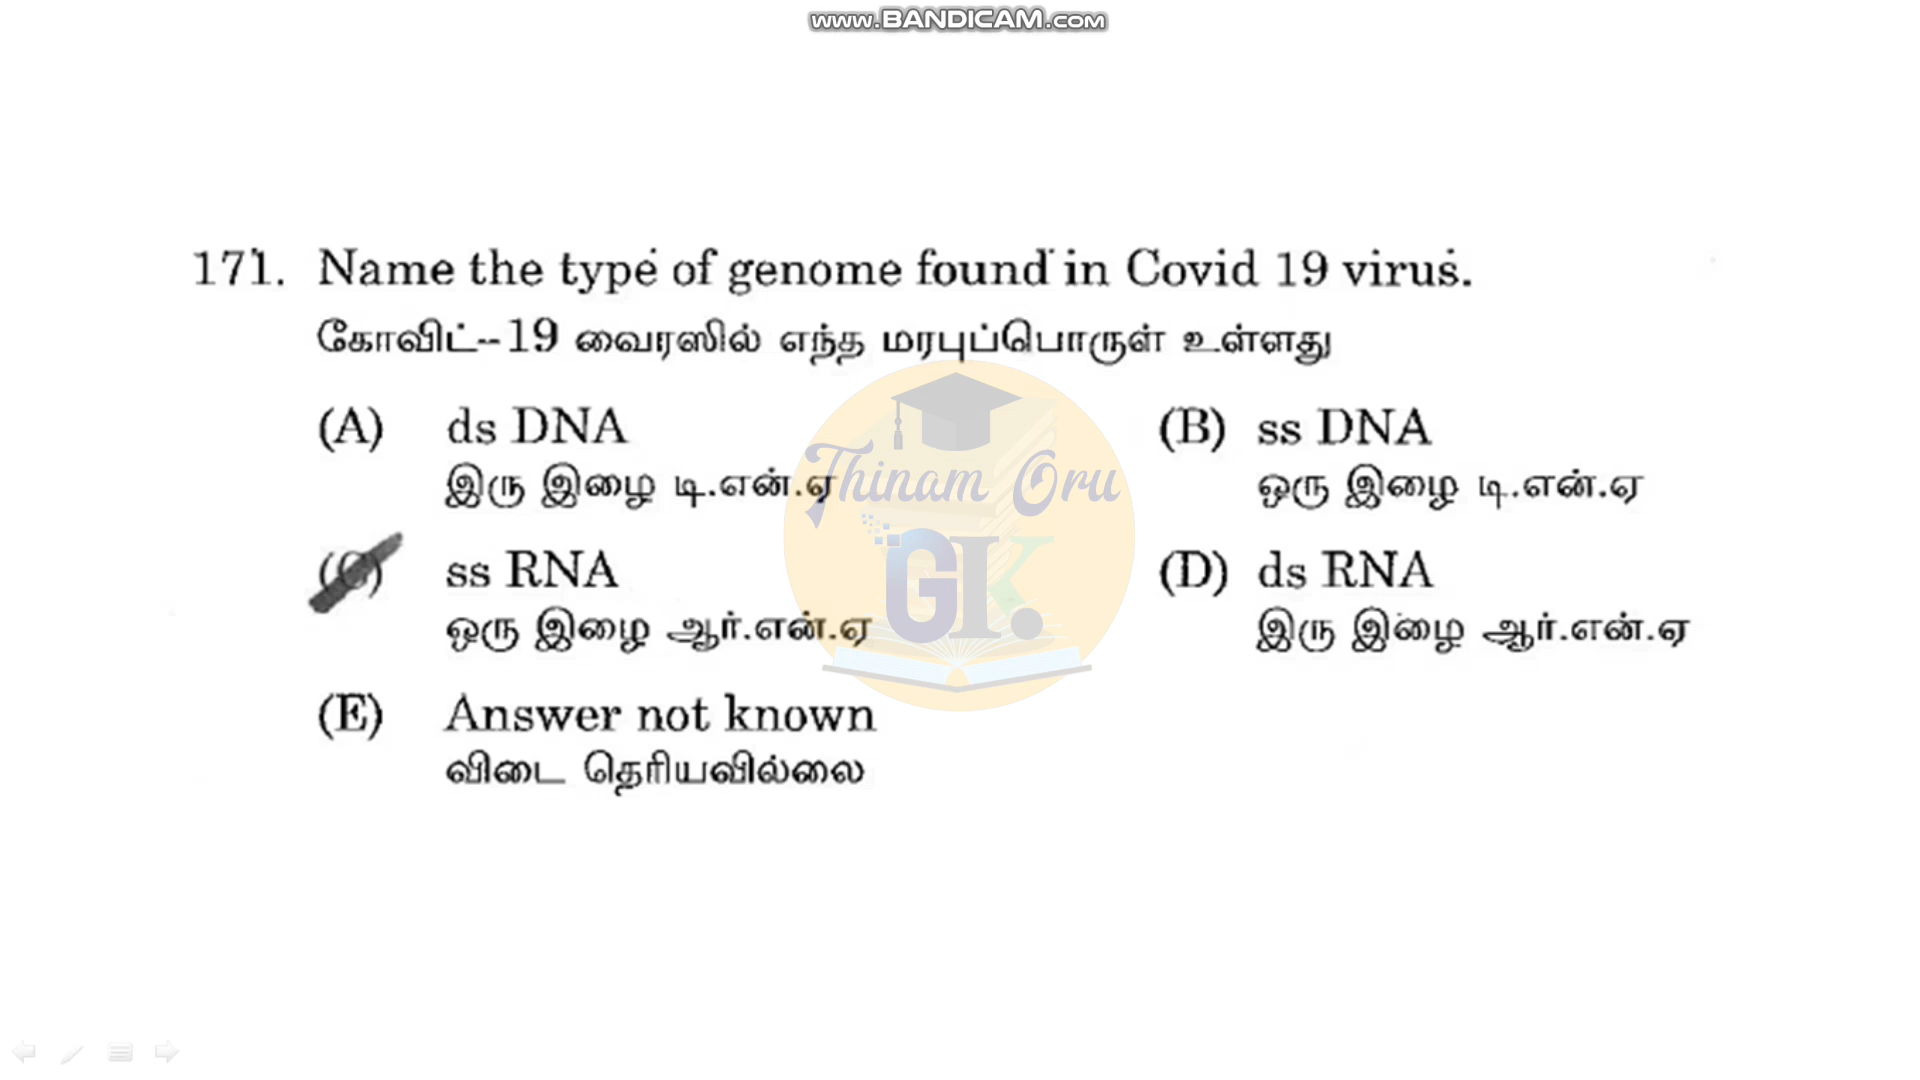 www.BANDICAM.com
171. Name the type of genome found in Covid 19 virus.
கோவிட்--19 வைரஸில் எந்த மரபுப்பொருள் உள்ளது
(A) ds DNA (B) ss DNA
இரு இழை டி.என்.ஏ ஒரு இழை டி.என்.ஏ
Thinam Oru
GK.
(C) ss RNA (D) ds RNA
ஒரு இழை ஆர்.என்.ஏ இரு இழை ஆர்.என்.ஏ
(E) Answer not known
விடை தெரியவில்லை